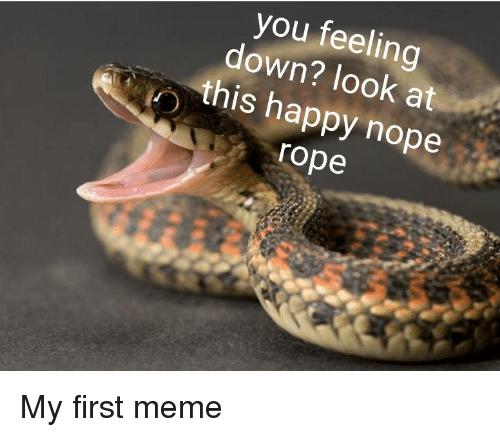 you feeling
down? look at
this happy nope
rope
My first meme